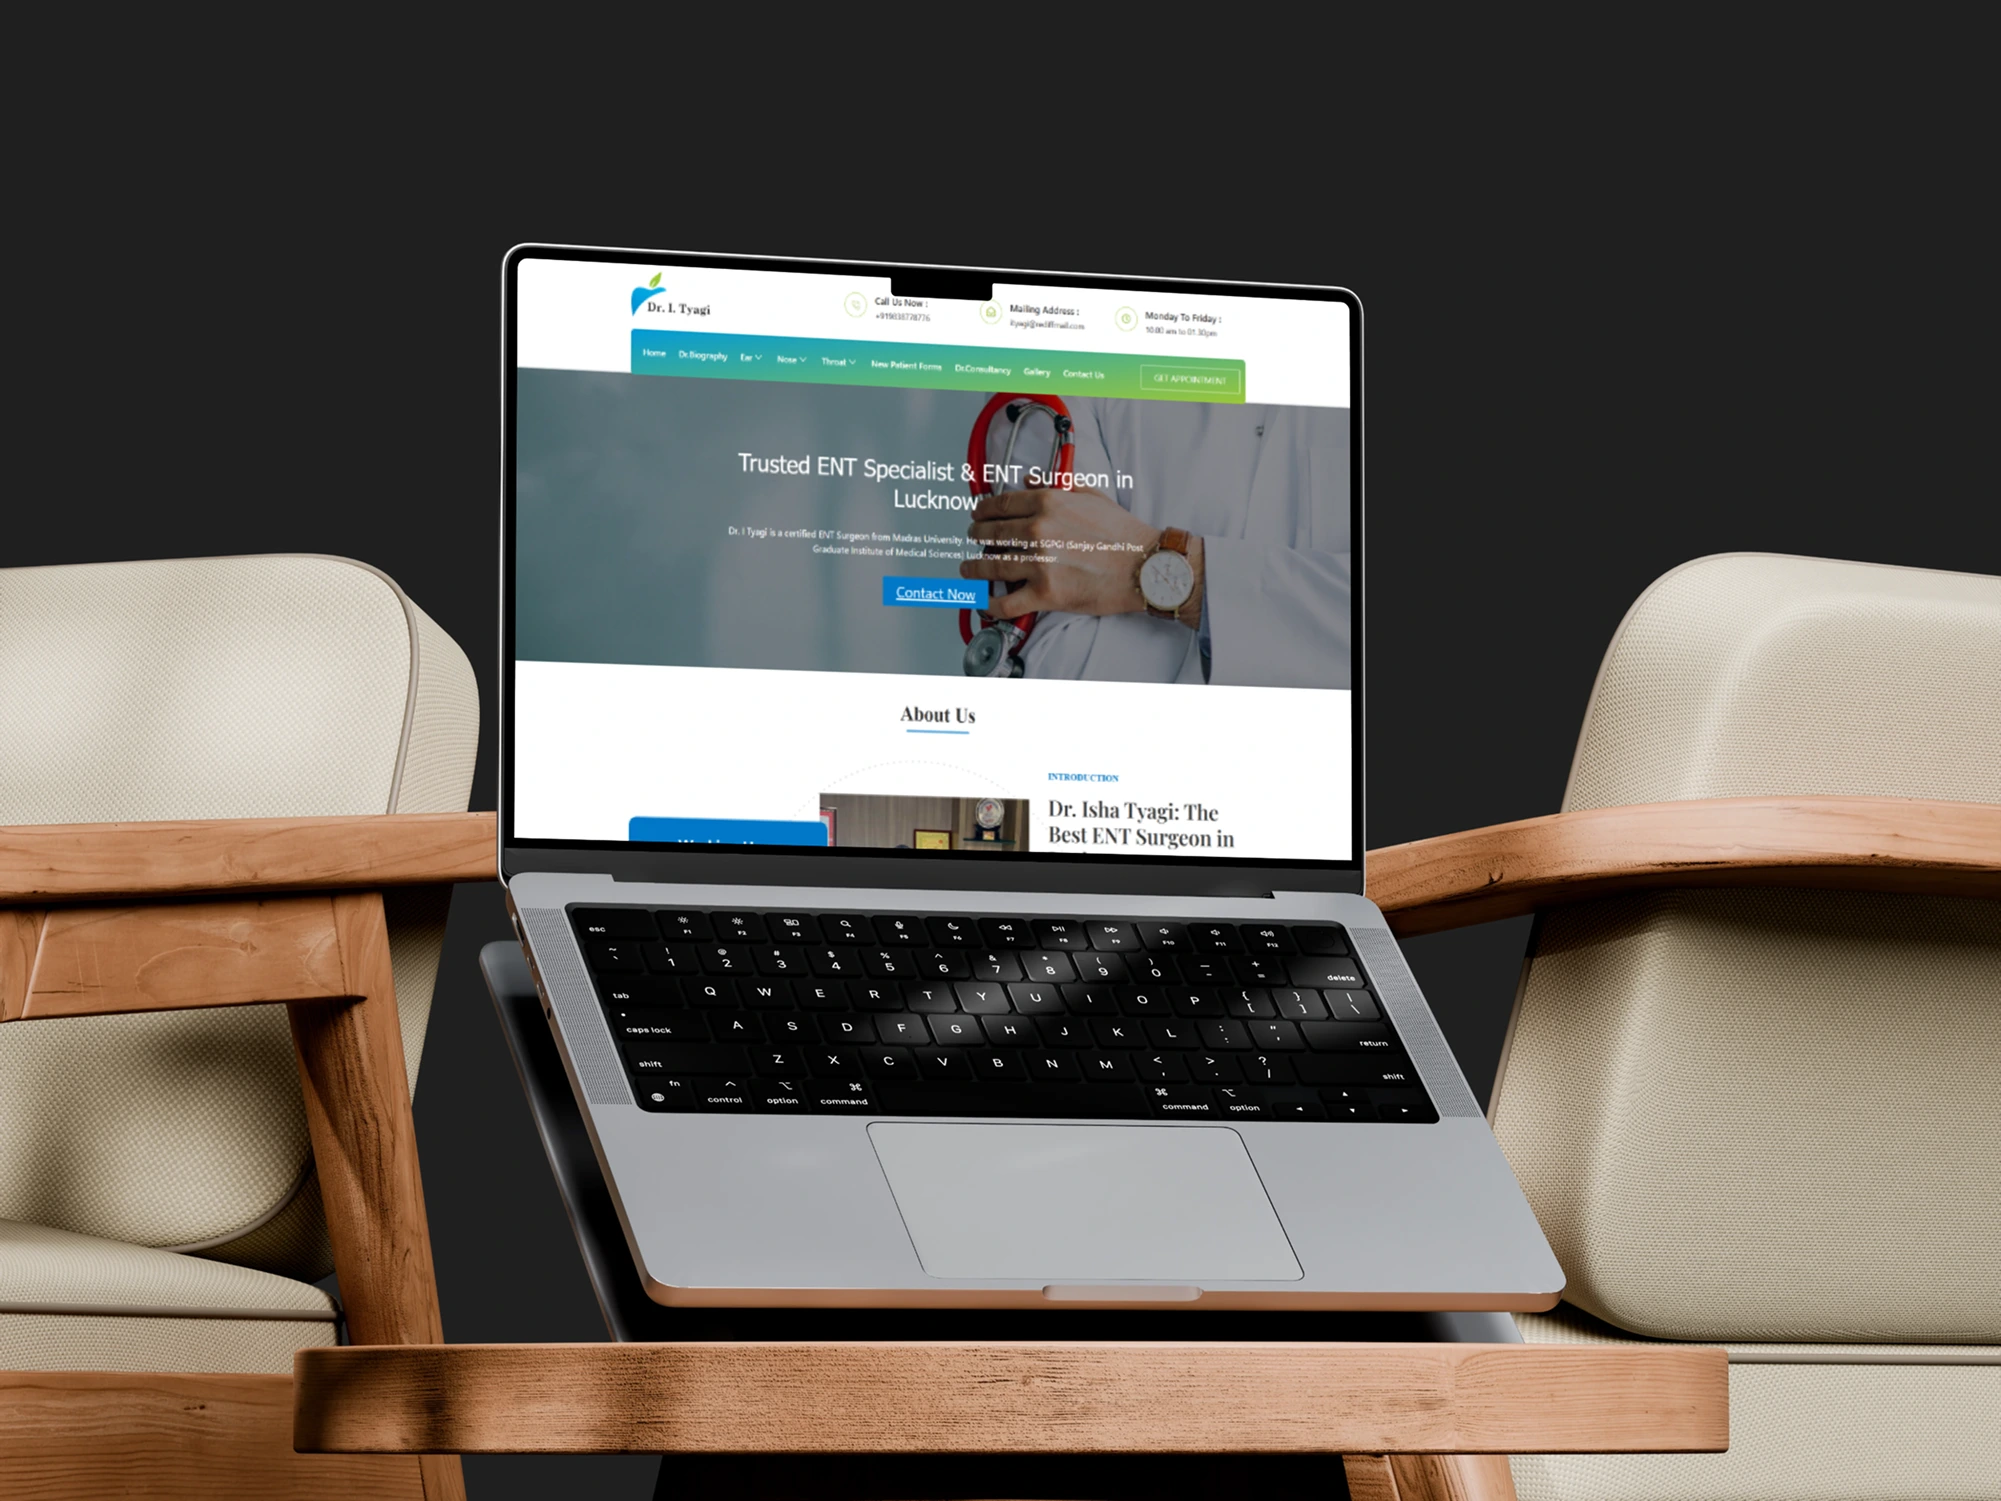 Dr. I. Tyagi
Call Us Now :
+919838778776
Mailing Address :
ityagi@rediffmail.com
Monday To Friday :
10:00 am to 01:30pm
Home Dr.Biography Ear Nose Throat New Patient Forms Dr.Consultancy Gallery Contact Us GET APPOINTMENT
Trusted ENT Specialist & ENT Surgeon in
Lucknow
Dr. I Tyagi is a certified ENT Surgeon from Madras University. He was working at SGPGI (Sanjay Gandhi Post
Graduate Institute of Medical Sciences) Lucknow as a professor.
Contact Now
About Us
INTRODUCTION
Dr. Isha Tyagi: The
Best ENT Surgeon in
esc F1 F2 F3 F4 F5 F6 F7 F8 F9 F10 F11 F12
~ ! @ # $ % ^ & * ( ) — +
` 1 2 3 4 5 6 7 8 9 0 - = delete
tab Q W E R T Y U I O P { [ } ] | \
caps lock A S D F G H J K L : ; " ' return
shift Z X C V B N M < , > . ? / shift
fn control option command command option